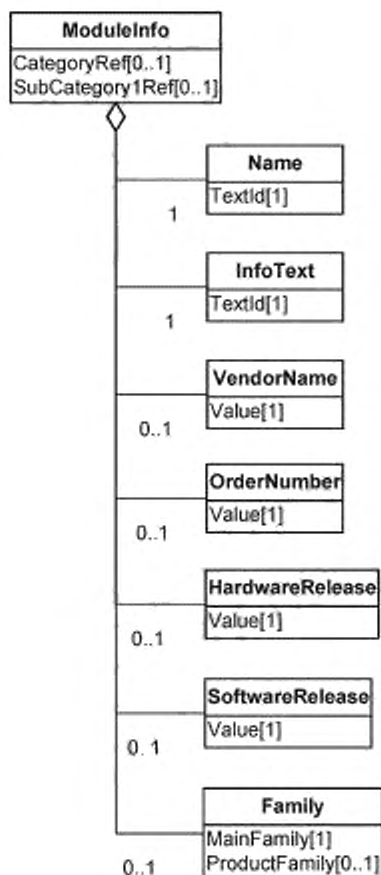 ModuleInfo
CategoryRef[0..1]
SubCategory1Ref[0..1]
Name
TextId[1]
1
InfoText
TextId[1]
1
VendorName
Value[1]
0..1
OrderNumber
Value[1]
0..1
HardwareRelease
Value[1]
0..1
SoftwareRelease
Value[1]
0. 1
Family
MainFamily[1]
ProductFamily[0..1]
0..1